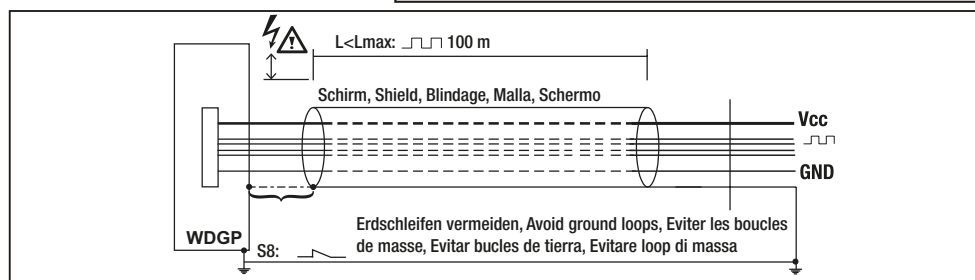 L<Lmax: 100 m
Schirm, Shield, Blindage, Malla, Schermo
Vcc
GND
WDGP
S8:
Erdschleifen vermeiden, Avoid ground loops, Eviter les boucles
de masse, Evitar bucles de tierra, Evitare loop di massa